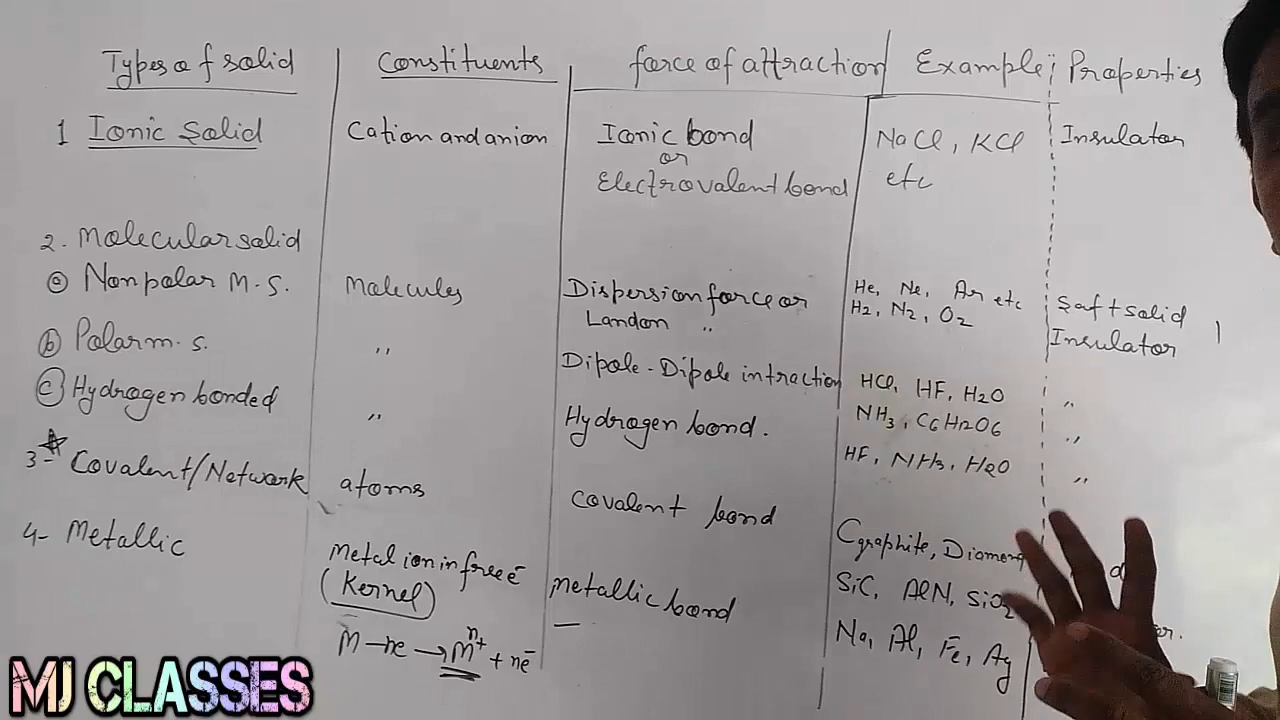 Types of solid
Constituents
force of attraction
Example
Properties
1 Ionic Solid
Cation and anion
Ionic bond
or
Electrovalent bond
NaCl, KCl
etc
Insulator
2. Molecular solid
a Nonpolar M. S.
Molecules
Dispersion force or
London "
He, Ne, Ar etc
H2, N2, O2
Soft solid
Insulator
b Polar m. s.
"
Dipole - Dipole intraction
HCl, HF, H2O
NH3, C6H12O6
"
"
c Hydrogen bonded
"
Hydrogen bond.
HF, NH3, H2O
"
3- Covalent/Network
atoms
Covalent bond
Cgraphite, Diamond
SiC, AlN, SiO2
4- Metallic
Metal ion in free e-
(Kernel)
M -ne → Mn+ + ne-
metallic bond
Na, Al, Fe, Ag
MJ CLASSES